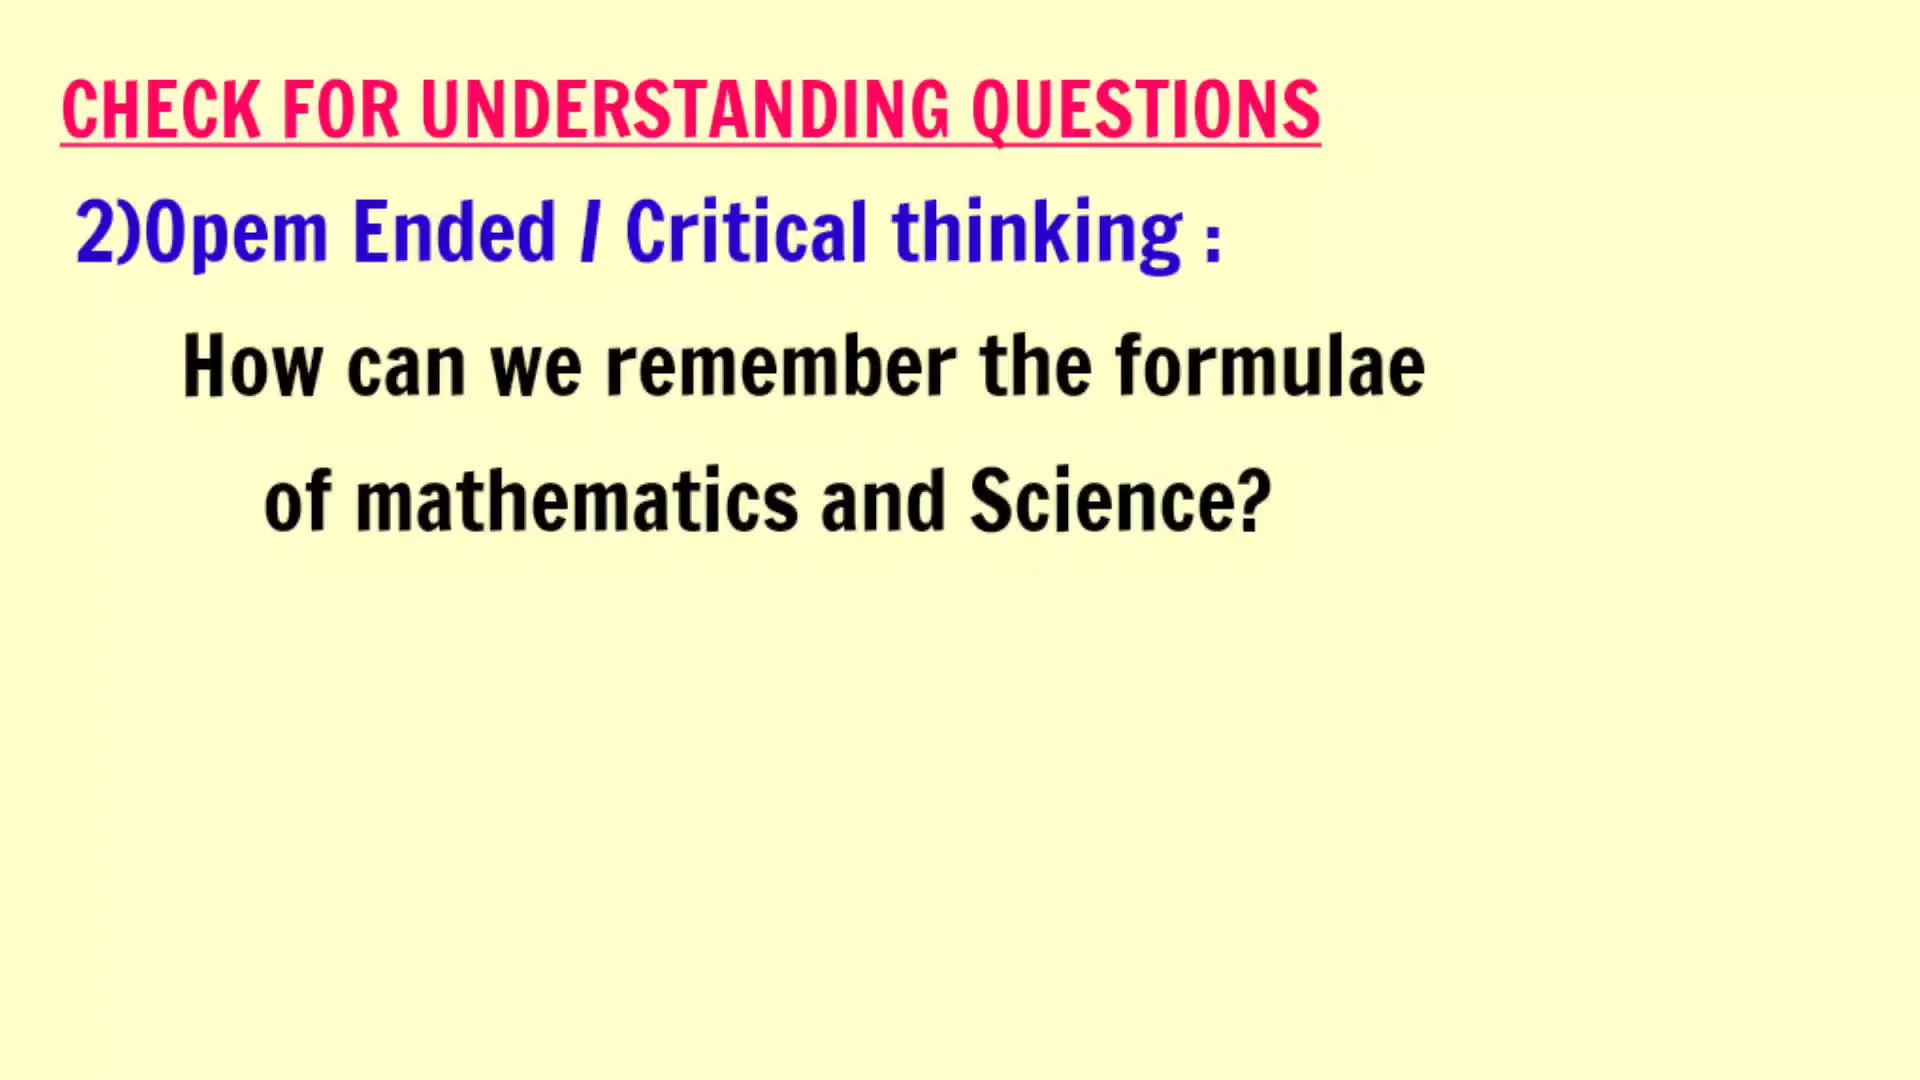 CHECK FOR UNDERSTANDING QUESTIONS
2)Opem Ended / Critical thinking :
How can we remember the formulae
of mathematics and Science?